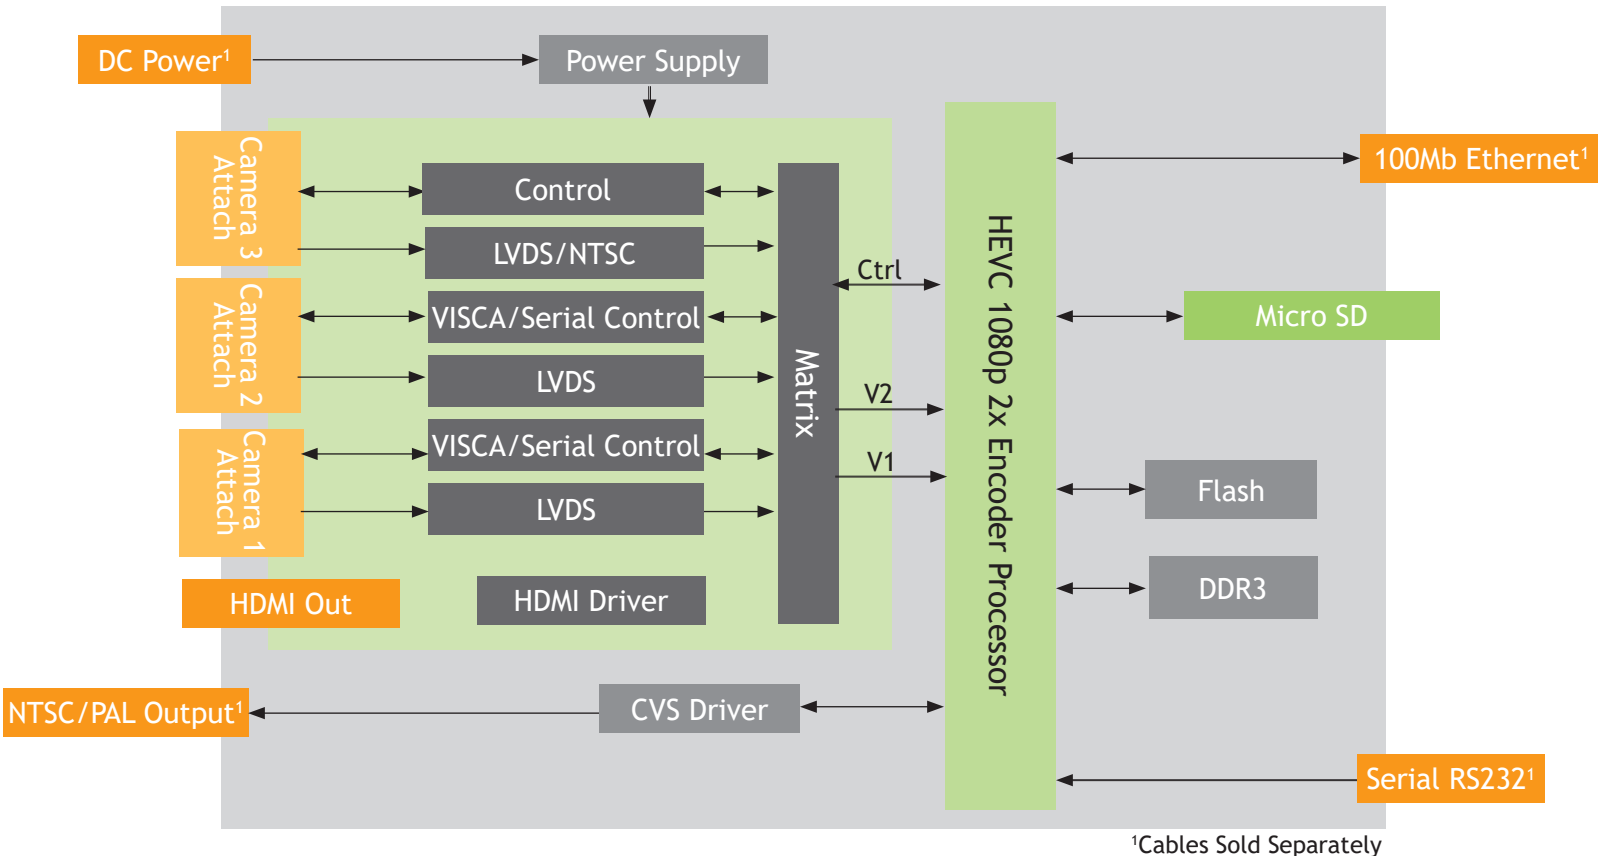 DC Power¹
Power Supply
Camera 3
Attach
Control
LVDS/NTSC
Camera 2
Attach
VISCA/Serial Control
LVDS
Camera 1
Attach
VISCA/Serial Control
LVDS
HDMI Out
HDMI Driver
Matrix
Ctrl
V2
V1
HEVC 1080p 2x Encoder Processor
100Mb Ethernet¹
Micro SD
Flash
DDR3
NTSC/PAL Output¹
CVS Driver
Serial RS232¹
¹Cables Sold Separately